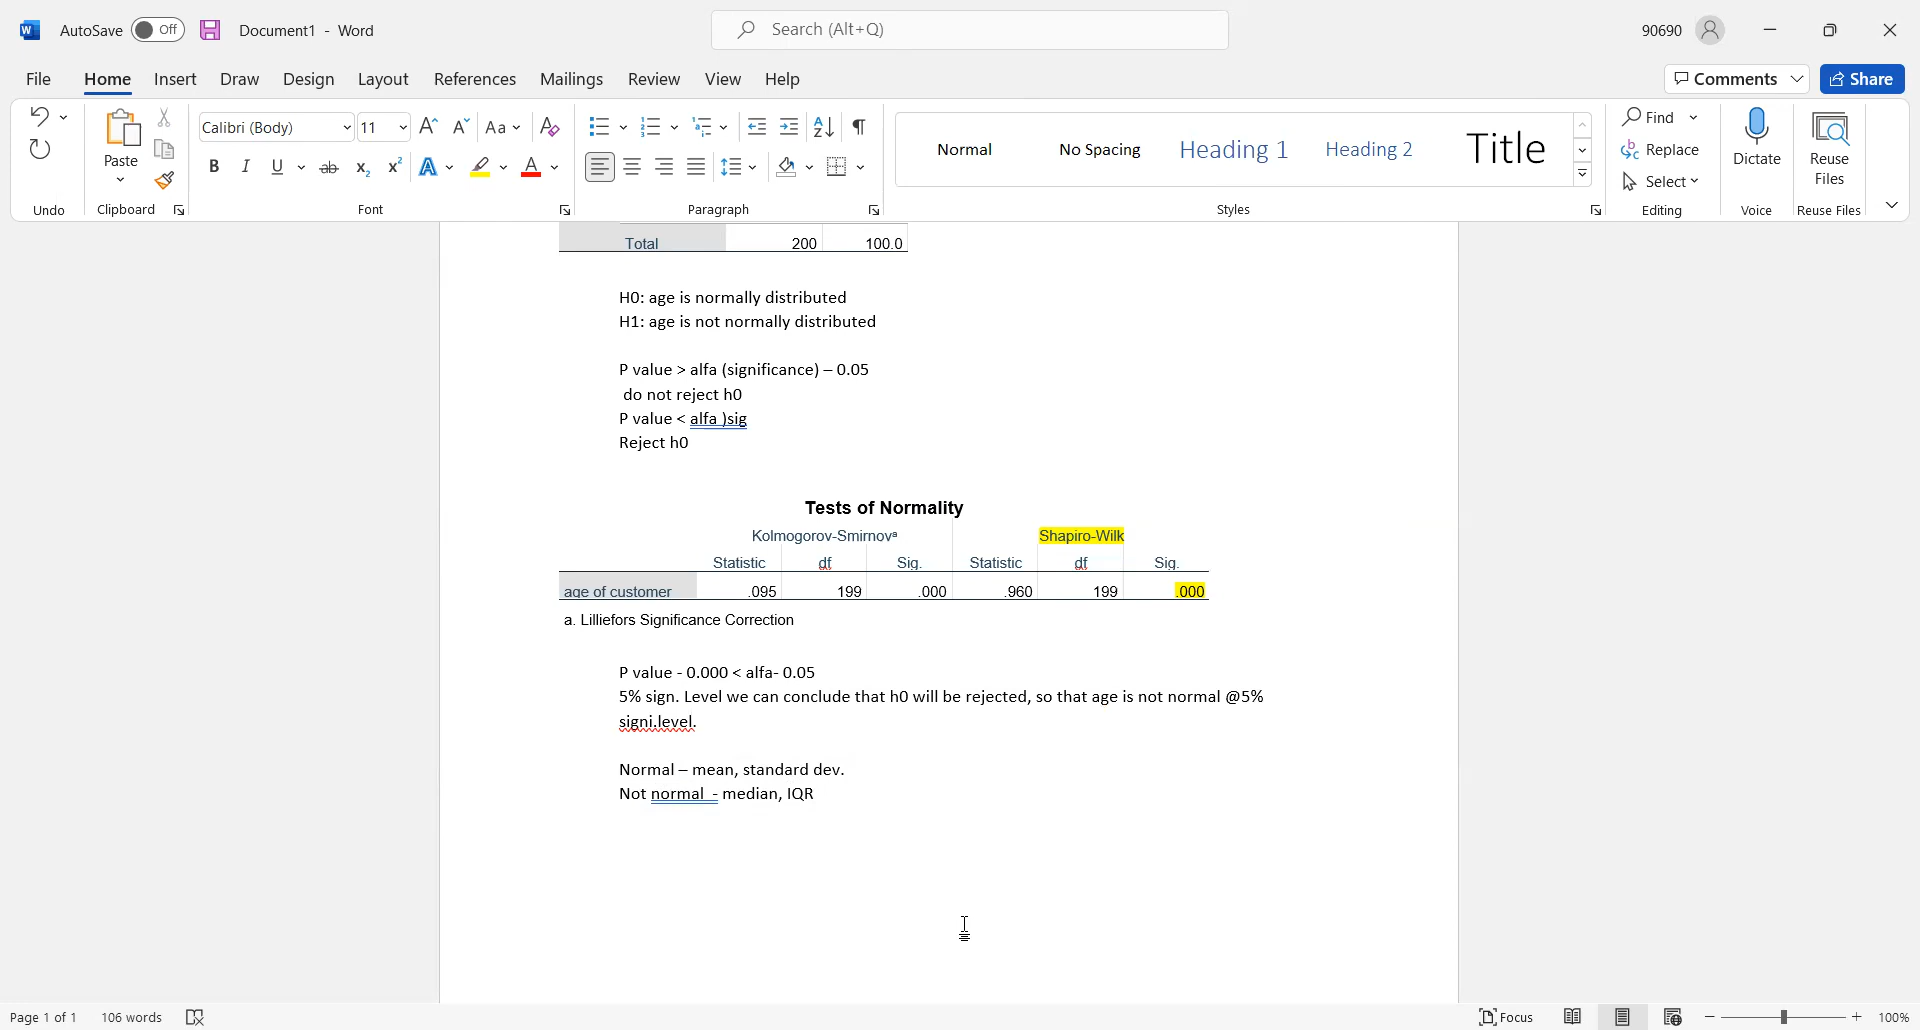 AutoSave Off Document1 - Word Search (Alt+Q) 90690
File Home Insert Draw Design Layout References Mailings Review View Help Comments Share
Calibri (Body) 11 Aa
Paste B I U ab x₂ x² A A A
Normal No Spacing Heading 1 Heading 2 Title
Find
Replace
Select
Dictate
Reuse Files
Undo Clipboard Font Paragraph Styles Editing Voice Reuse Files
Total 200 100.0
H0: age is normally distributed
H1: age is not normally distributed
P value > alfa (significance) – 0.05
do not reject h0
P value < alfa )sig
Reject h0
Tests of Normality
Kolmogorov-Smirnovᵃ Shapiro-Wilk
Statistic df Sig. Statistic df Sig.
age of customer .095 199 .000 .960 199 .000
a. Lilliefors Significance Correction
P value - 0.000 < alfa- 0.05
5% sign. Level we can conclude that h0 will be rejected, so that age is not normal @5%
signi.level.
Normal – mean, standard dev.
Not normal - median, IQR
Page 1 of 1 106 words Focus 100%